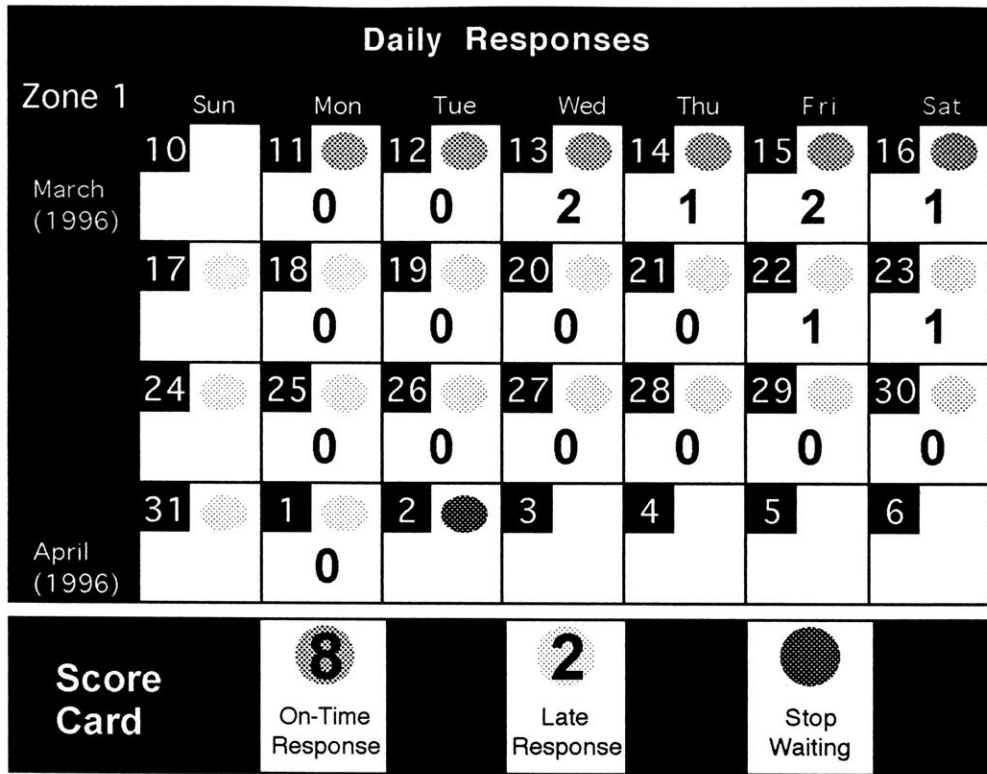 Daily Responses
Zone 1 Sun Mon Tue Wed Thu Fri Sat
10 11 12 13 14 15 16
March
(1996)
0 0 2 1 2 1
17 18 19 20 21 22 23
0 0 0 0 1 1
24 25 26 27 28 29 30
0 0 0 0 0 0
31 1 2 3 4 5 6
April
(1996)
0
Score
Card
8
On-Time
Response
2
Late
Response
Stop
Waiting